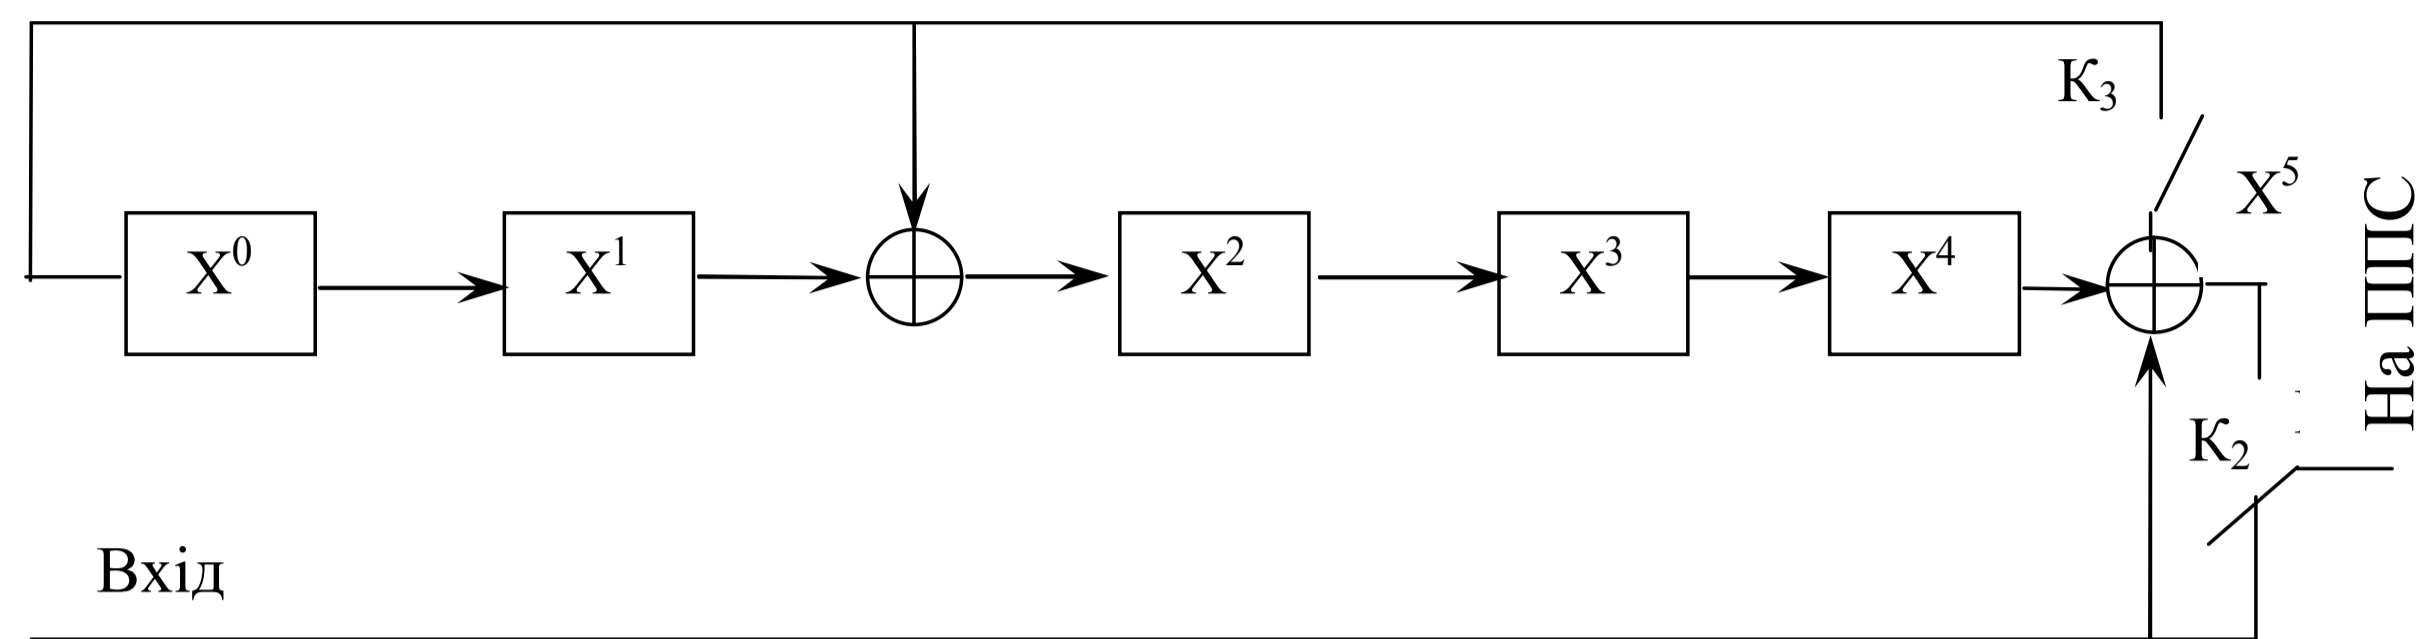 К₃
X⁵
X⁰
X¹
X²
X³
X⁴
На ППС
К₂
Вхід